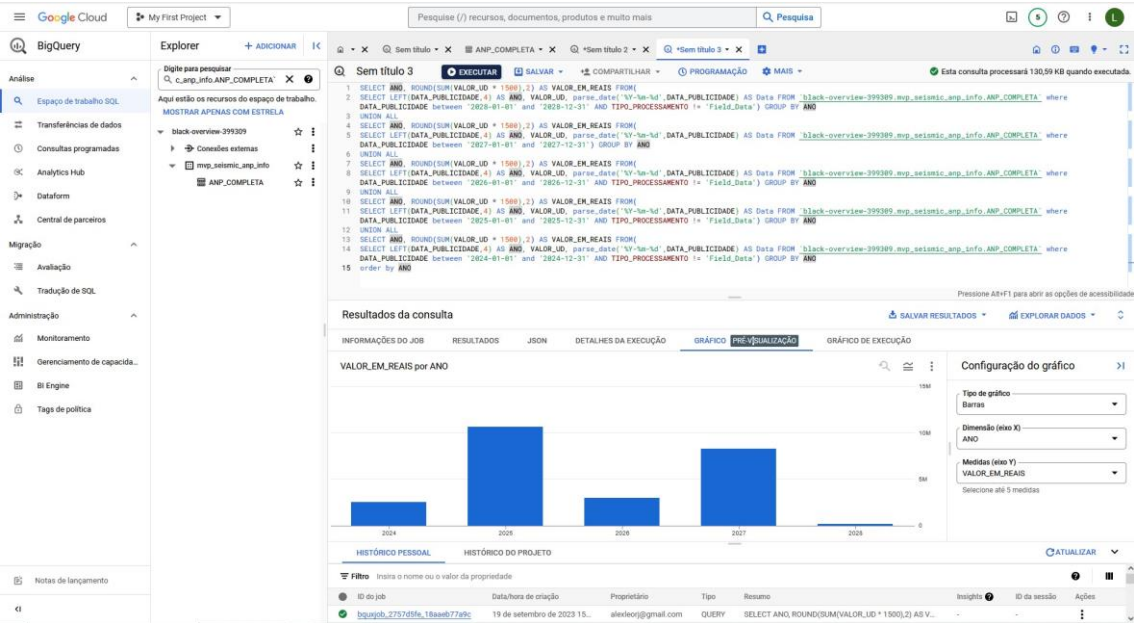 Google Cloud
My First Project
Pesquise (/) recursos, documentos, produtos e muito mais
Pesquisa
5
L
BigQuery
Análise
Espaço de trabalho SQL
Transferências de dados
Consultas programadas
Analytics Hub
Dataform
Central de parceiros
Migração
Avaliação
Tradução de SQL
Administração
Monitoramento
Gerenciamento de capacida...
BI Engine
Tags de política
Notas de lançamento
Explorer
+ ADICIONAR
Digite para pesquisar
c_anp_info.ANP_COMPLETA`
Aqui estão os recursos do espaço de trabalho.
MOSTRAR APENAS COM ESTRELA
black-overview-399309
Conexões externas
mvp_seismic_anp_info
ANP_COMPLETA
Sem título
ANP_COMPLETA
*Sem título 2
*Sem título 3
Sem título 3
EXECUTAR
SALVAR
COMPARTILHAR
PROGRAMAÇÃO
MAIS
Esta consulta processará 130,59 KB quando executada.
1 SELECT ANO, ROUND(SUM(VALOR_UD * 1500),2) AS VALOR_EM_REAIS FROM(
2 SELECT LEFT(DATA_PUBLICIDADE,4) AS ANO, VALOR_UD, parse_date('%Y-%m-%d',DATA_PUBLICIDADE) AS Data FROM `black-overview-399309.mvp_seismic_anp_info.ANP_COMPLETA` where
DATA_PUBLICIDADE between '2028-01-01' and '2028-12-31' AND TIPO_PROCESSAMENTO != 'Field_Data') GROUP BY ANO
3 UNION ALL
4 SELECT ANO, ROUND(SUM(VALOR_UD * 1500),2) AS VALOR_EM_REAIS FROM(
5 SELECT LEFT(DATA_PUBLICIDADE,4) AS ANO, VALOR_UD, parse_date('%Y-%m-%d',DATA_PUBLICIDADE) AS Data FROM `black-overview-399309.mvp_seismic_anp_info.ANP_COMPLETA` where
DATA_PUBLICIDADE between '2027-01-01' and '2027-12-31') GROUP BY ANO
6 UNION ALL
7 SELECT ANO, ROUND(SUM(VALOR_UD * 1500),2) AS VALOR_EM_REAIS FROM(
8 SELECT LEFT(DATA_PUBLICIDADE,4) AS ANO, VALOR_UD, parse_date('%Y-%m-%d',DATA_PUBLICIDADE) AS Data FROM `black-overview-399309.mvp_seismic_anp_info.ANP_COMPLETA` where
DATA_PUBLICIDADE between '2026-01-01' and '2026-12-31' AND TIPO_PROCESSAMENTO != 'Field_Data') GROUP BY ANO
9 UNION ALL
10 SELECT ANO, ROUND(SUM(VALOR_UD * 1500),2) AS VALOR_EM_REAIS FROM(
11 SELECT LEFT(DATA_PUBLICIDADE,4) AS ANO, VALOR_UD, parse_date('%Y-%m-%d',DATA_PUBLICIDADE) AS Data FROM `black-overview-399309.mvp_seismic_anp_info.ANP_COMPLETA` where
DATA_PUBLICIDADE between '2025-01-01' and '2025-12-31' AND TIPO_PROCESSAMENTO != 'Field_Data') GROUP BY ANO
12 UNION ALL
13 SELECT ANO, ROUND(SUM(VALOR_UD * 1500),2) AS VALOR_EM_REAIS FROM(
14 SELECT LEFT(DATA_PUBLICIDADE,4) AS ANO, VALOR_UD, parse_date('%Y-%m-%d',DATA_PUBLICIDADE) AS Data FROM `black-overview-399309.mvp_seismic_anp_info.ANP_COMPLETA` where
DATA_PUBLICIDADE between '2024-01-01' and '2024-12-31' AND TIPO_PROCESSAMENTO != 'Field_Data') GROUP BY ANO
15 order by ANO
Pressione Alt+F1 para abrir as opções de acessibilidade
Resultados da consulta
SALVAR RESULTADOS
EXPLORAR DADOS
INFORMAÇÕES DO JOB
RESULTADOS
JSON
DETALHES DA EXECUÇÃO
GRÁFICO PRÉ-VISUALIZAÇÃO
GRÁFICO DE EXECUÇÃO
VALOR_EM_REAIS por ANO
15M
10M
5M
0
2024 2025 2026 2027 2028
Configuração do gráfico
Tipo de gráfico
Barras
Dimensão (eixo X)
ANO
Medidas (eixo Y)
VALOR_EM_REAIS
Selecione até 5 medidas
HISTÓRICO PESSOAL
HISTÓRICO DO PROJETO
ATUALIZAR
Filtro Insira o nome ou o valor da propriedade
ID do job Data/hora de criação Proprietário Tipo Resumo Insights ID da sessão Ações
bquxjob_2757d5fe_18aaeb77a9c 19 de setembro de 2023 15... alexleorj@gmail.com QUERY SELECT ANO, ROUND(SUM(VALOR_UD * 1500),2) AS V... - -